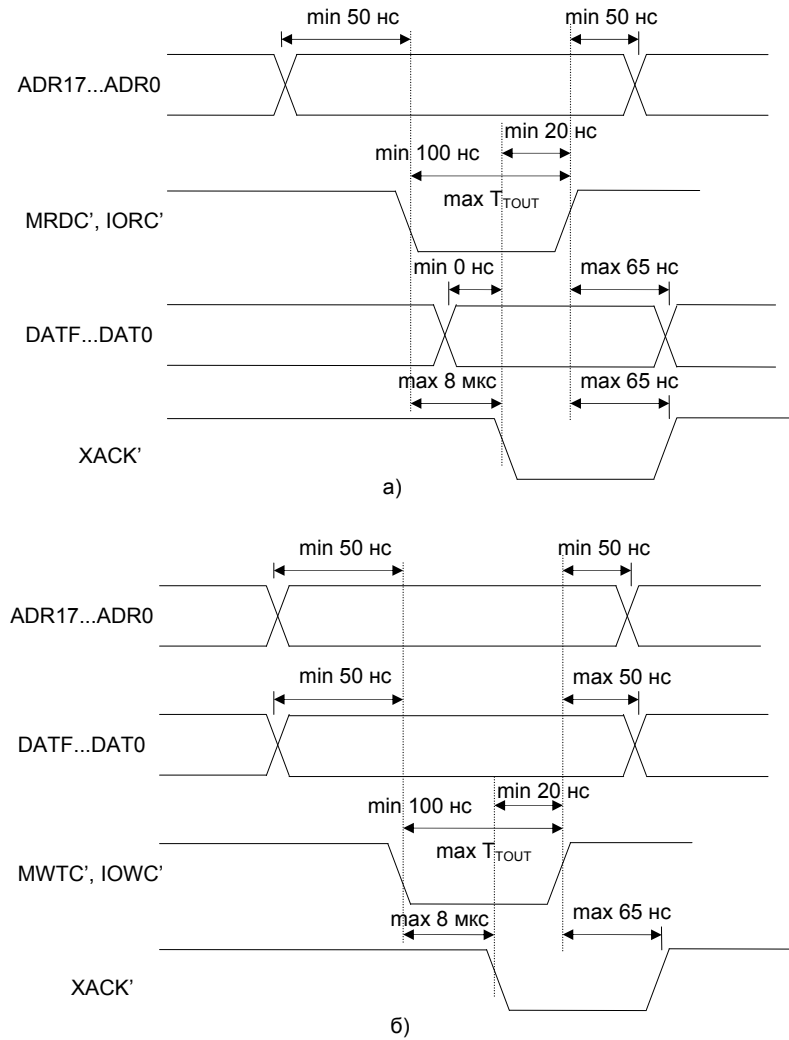 min 50 нс
min 50 нс
ADR17...ADR0
min 20 нс
min 100 нс
max T_TOUT
MRDC', IORC'
min 0 нс
max 65 нс
DATF...DAT0
max 8 мкс
max 65 нс
XACK'
а)
min 50 нс
min 50 нс
ADR17...ADR0
min 50 нс
max 50 нс
DATF...DAT0
min 20 нс
min 100 нс
max T_TOUT
MWTC', IOWC'
max 8 мкс
max 65 нс
XACK'
б)